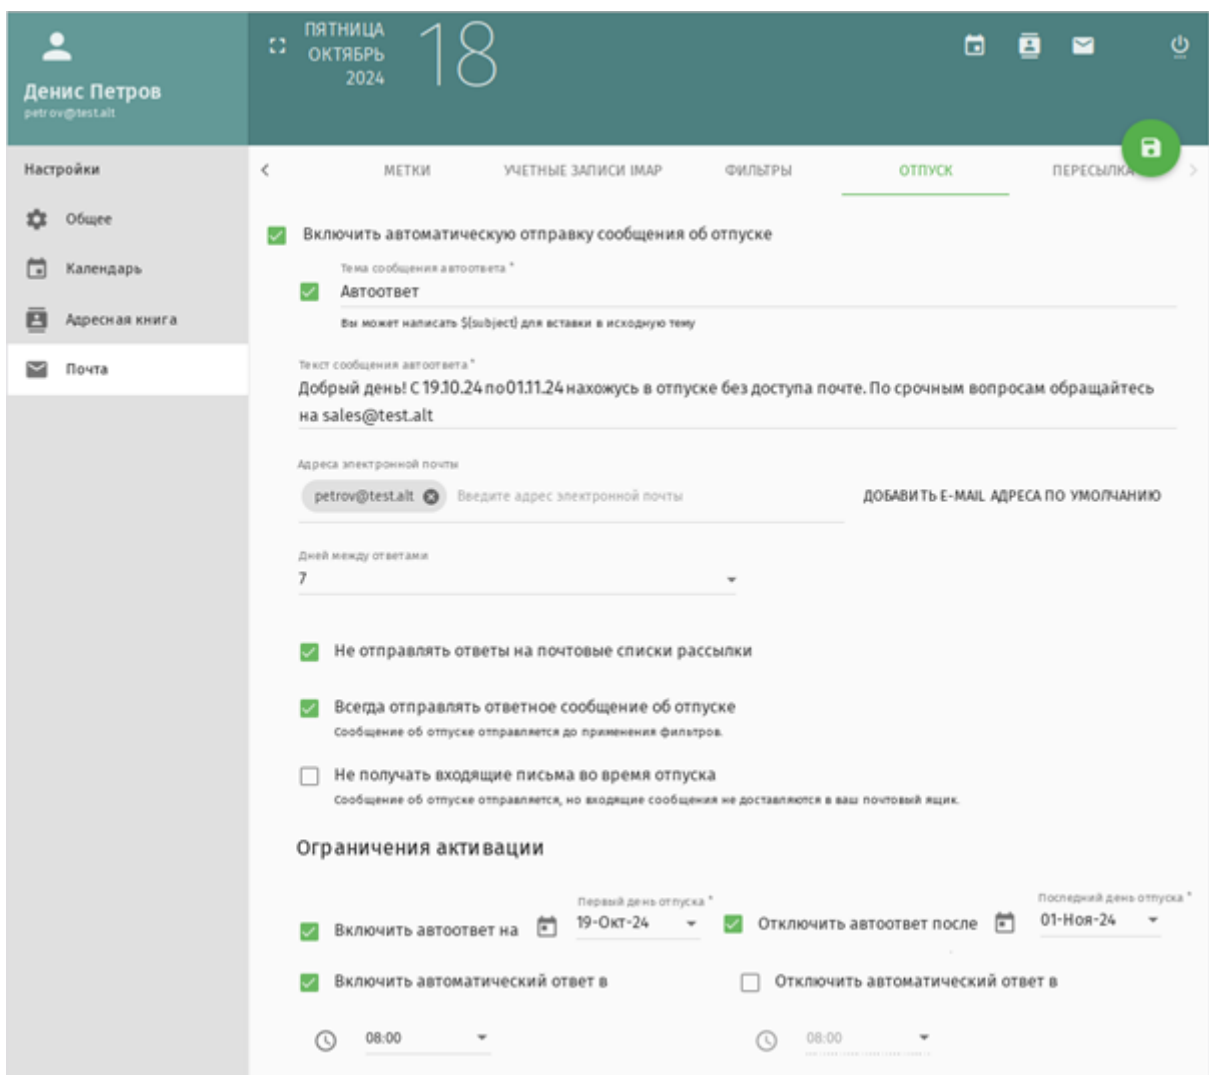 Денис Петров
petrov@test.alt
ПЯТНИЦА
ОКТЯБРЬ
2024
18
Настройки
Общее
Календарь
Адресная книга
Почта
МЕТКИ
УЧЕТНЫЕ ЗАПИСИ IMAP
ФИЛЬТРЫ
ОТПУСК
ПЕРЕСЫЛКА
Включить автоматическую отправку сообщения об отпуске
Тема сообщения автоответа *
Автоответ
Вы может написать ${subject} для вставки в исходную тему
Текст сообщения автоответа *
Добрый день! С 19.10.24 по 01.11.24 нахожусь в отпуске без доступа почте. По срочным вопросам обращайтесь
на sales@test.alt
Адреса электронной почты
petrov@test.alt Введите адрес электронной почты ДОБАВИТЬ E-MAIL АДРЕСА ПО УМОЛЧАНИЮ
Дней между ответами
7
Не отправлять ответы на почтовые списки рассылки
Всегда отправлять ответное сообщение об отпуске
Сообщение об отпуске отправляется до применения фильтров.
Не получать входящие письма во время отпуска
Сообщение об отпуске отправляется, но входящие сообщения не доставляются в ваш почтовый ящик.
Ограничения активации
Включить автоответ на
Первый день отпуска *
19-Окт-24
Отключить автоответ после
Последний день отпуска *
01-Ноя-24
Включить автоматический ответ в
Отключить автоматический ответ в
08:00
08:00